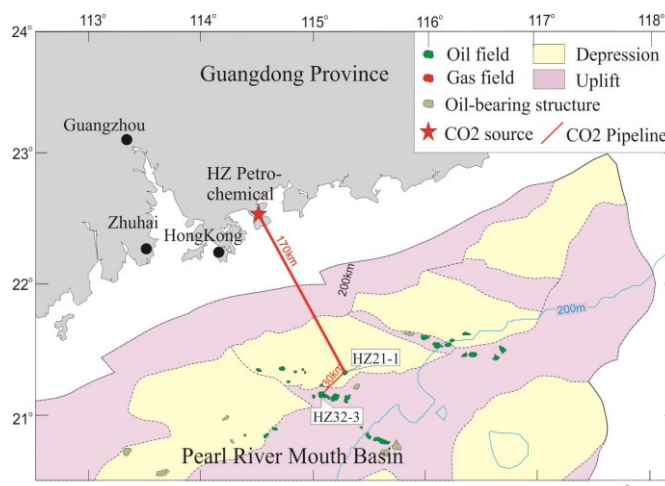 113° 114° 115° 116° 117° 118°
24°
Oil field
Depression
Gas field
Uplift
Oil-bearing structure
CO2 source
CO2 Pipeline
Guangdong Province
Guangzhou
23°
HZ Petro-
chemical
Zhuhai
HongKong
170km
22°
200km
200m
HZ21-1
30km
HZ32-3
21°
Pearl River Mouth Basin